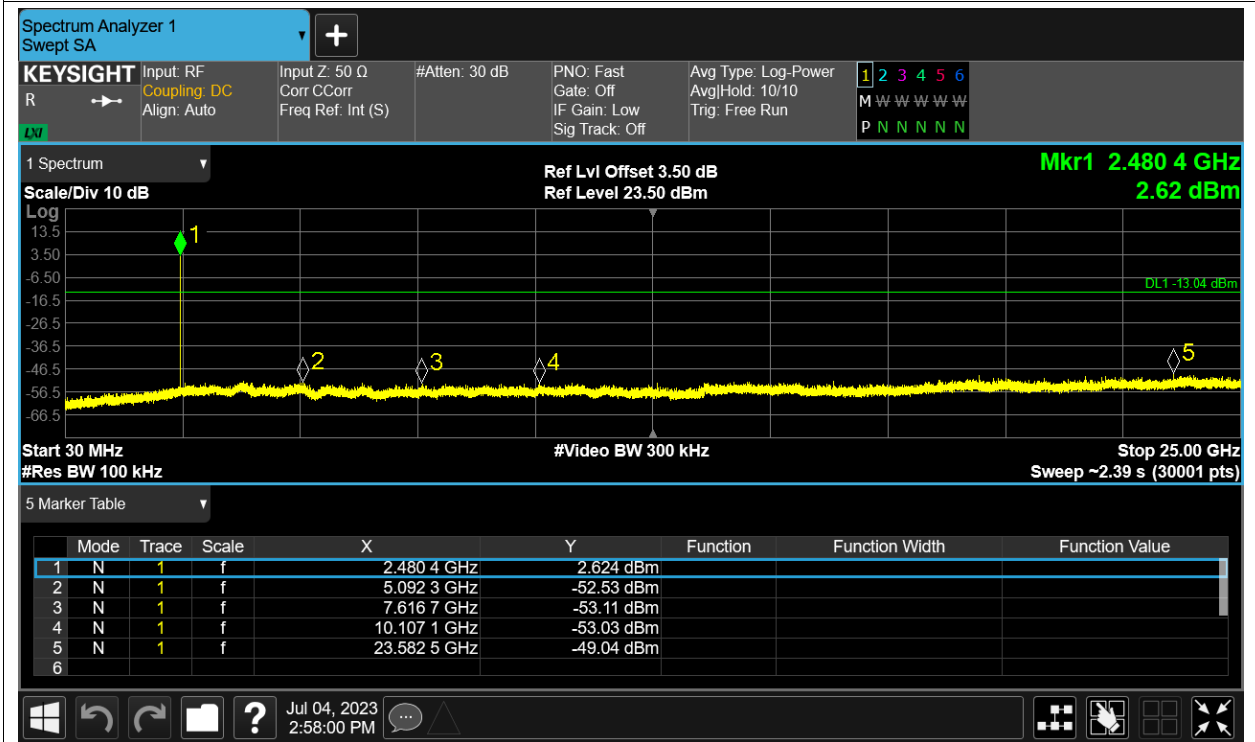 Spectrum Analyzer 1
Swept SA
+
KEYSIGHT Input: RF Input Z: 50 Ω #Atten: 30 dB PNO: Fast Avg Type: Log-Power 1 2 3 4 5 6
R Coupling: DC Corr CCorr Gate: Off Avg|Hold: 10/10 M W W W W W
Align: Auto Freq Ref: Int (S) IF Gain: Low Trig: Free Run
LXI Sig Track: Off P N N N N N
1 Spectrum Ref Lvl Offset 3.50 dB Mkr1 2.480 4 GHz
Scale/Div 10 dB Ref Level 23.50 dBm 2.62 dBm
Log
13.5 1
3.50
-6.50
DL1 -13.04 dBm
-16.5
-26.5
-36.5
2 3 4 5
-46.5
-56.5
-66.5
Start 30 MHz #Video BW 300 kHz Stop 25.00 GHz
#Res BW 100 kHz Sweep ~2.39 s (30001 pts)
5 Marker Table
Mode Trace Scale X Y Function Function Width Function Value
1 N 1 f 2.480 4 GHz 2.624 dBm
2 N 1 f 5.092 3 GHz -52.53 dBm
3 N 1 f 7.616 7 GHz -53.11 dBm
4 N 1 f 10.107 1 GHz -53.03 dBm
5 N 1 f 23.582 5 GHz -49.04 dBm
6
? Jul 04, 2023
2:58:00 PM